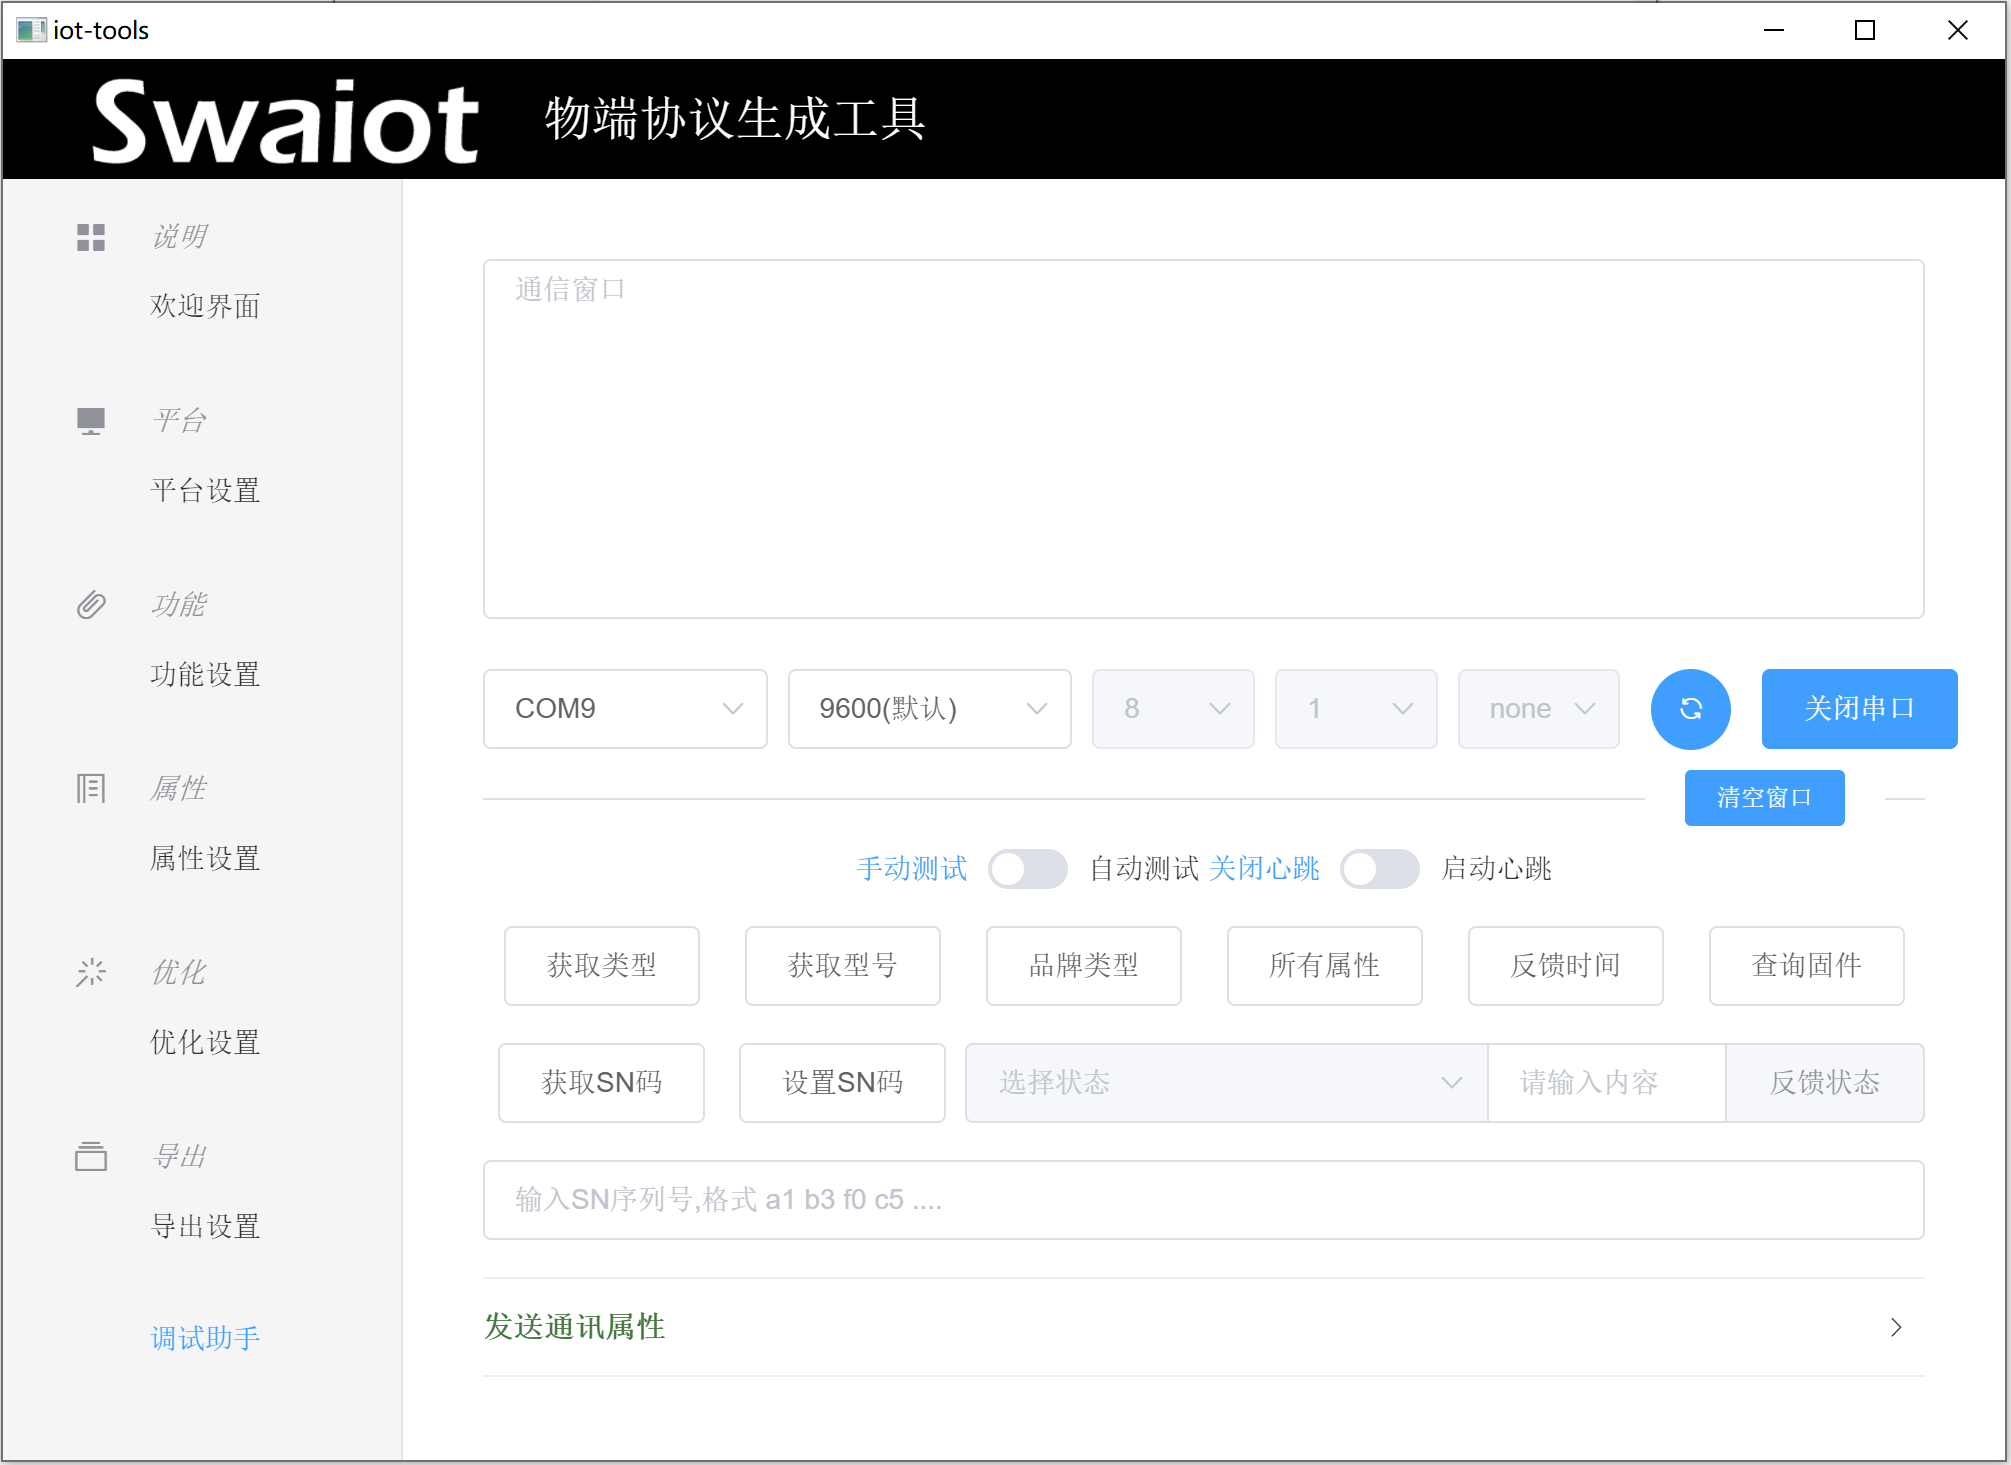 iot-tools
Swaiot 物端协议生成工具
说明
欢迎界面
平台
平台设置
功能
功能设置
属性
属性设置
优化
优化设置
导出
导出设置
调试助手
通信窗口
COM9 9600(默认) 8 1 none 关闭串口
清空窗口
手动测试 自动测试 关闭心跳 启动心跳
获取类型 获取型号 品牌类型 所有属性 反馈时间 查询固件
获取SN码 设置SN码 选择状态 请输入内容 反馈状态
输入SN序列号,格式 a1 b3 f0 c5 ....
发送通讯属性